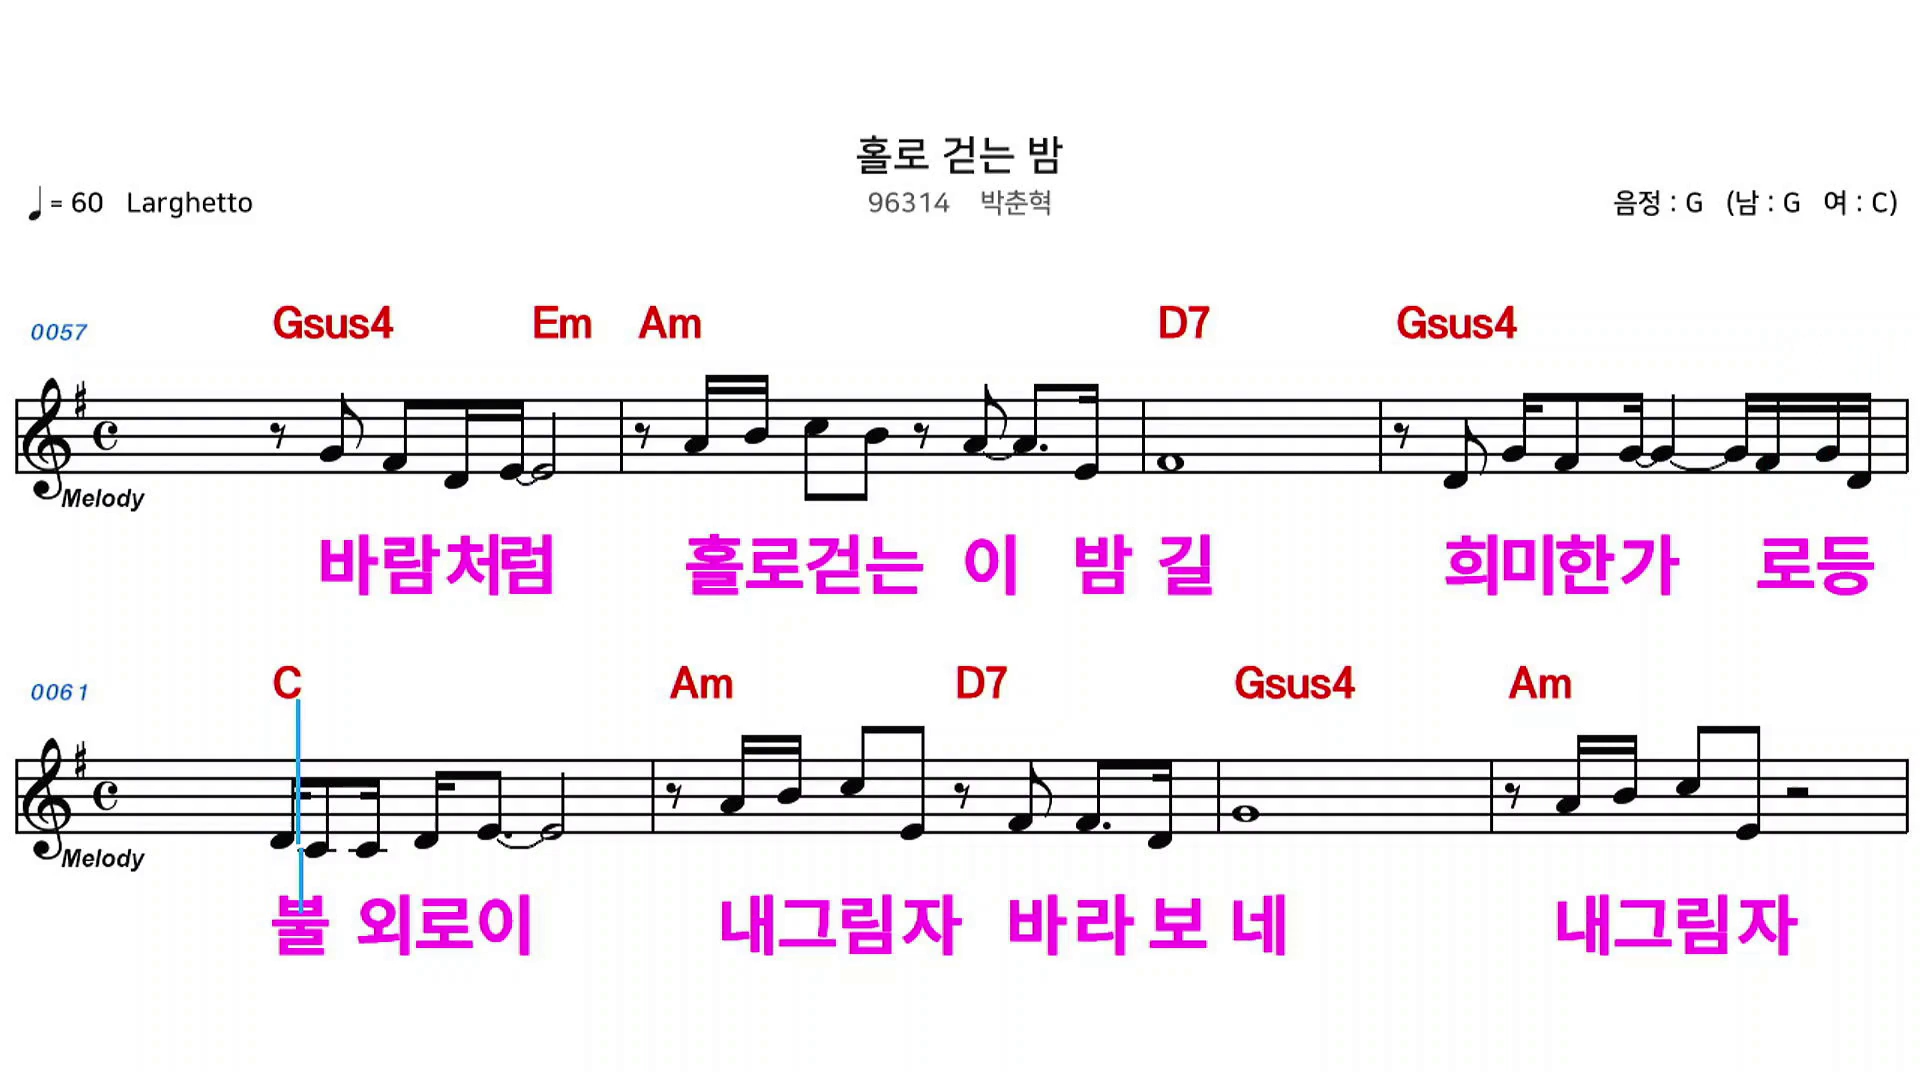 홀로 걷는 밤
♩= 60 Larghetto 96314 박춘혁 음정 : G (남 : G 여 : C)
0057 Gsus4 Em Am D7 Gsus4
Melody
바람처럼 홀로걷는 이 밤 길 희미한가 로등
0061 C Am D7 Gsus4 Am
Melody
불 외로이 내그림자 바라 보 네 내그림자